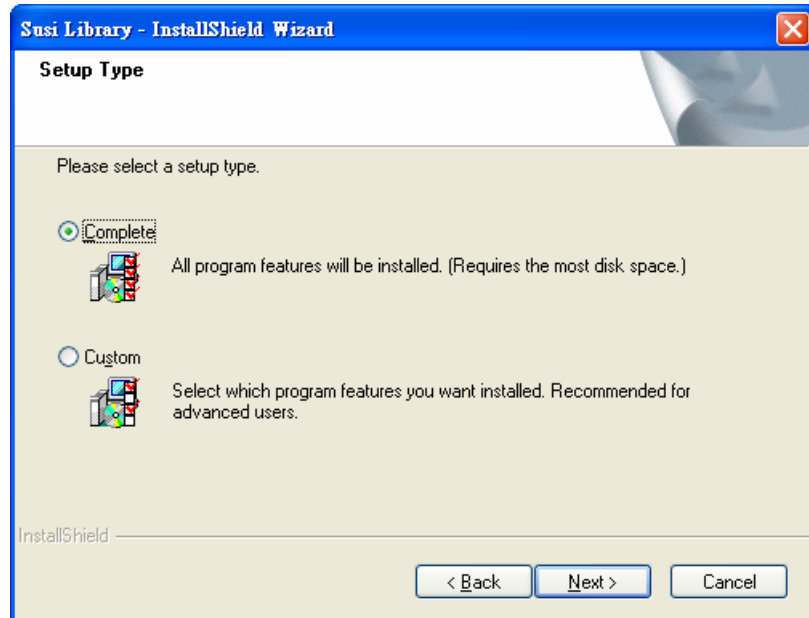 Susi Library - InstallShield Wizard
Setup Type
Please select a setup type.
Complete
All program features will be installed. (Requires the most disk space.)
Custom
Select which program features you want installed. Recommended for
advanced users.
InstallShield
< Back
Next >
Cancel